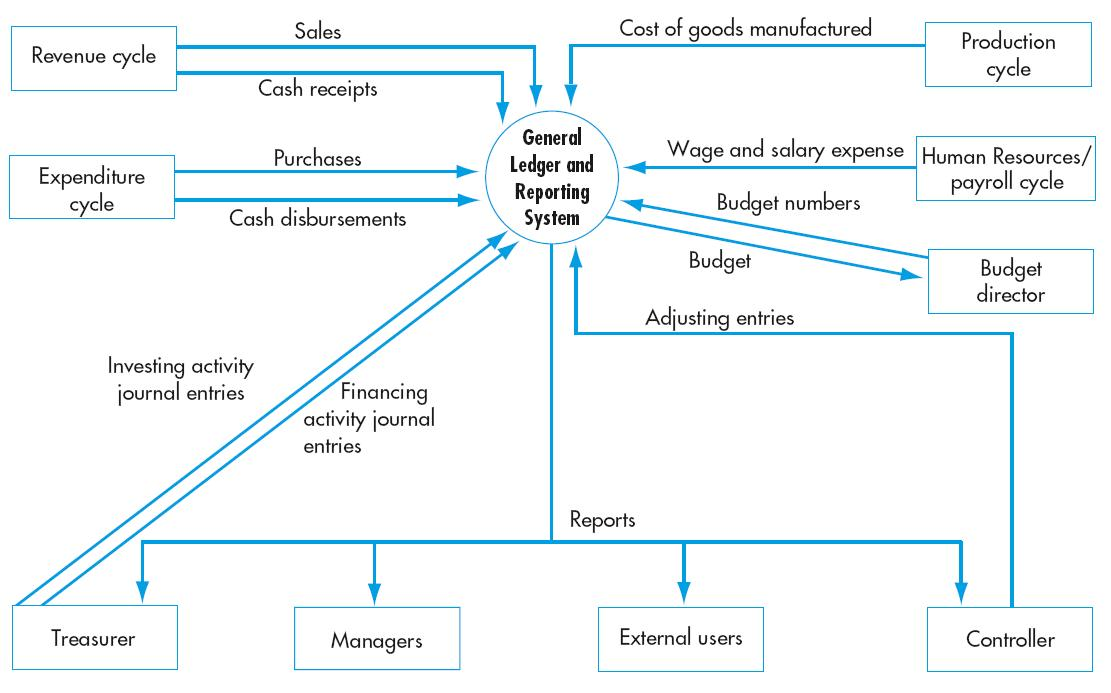 Sales
Cost of goods manufactured
Revenue cycle
Production
cycle
Cash receipts
General
Ledger and
Reporting
System
Purchases
Wage and salary expense
Human Resources/
payroll cycle
Expenditure
cycle
Cash disbursements
Budget numbers
Budget
Budget
director
Adjusting entries
Investing activity
journal entries
Financing
activity journal
entries
Reports
Treasurer
Managers
External users
Controller